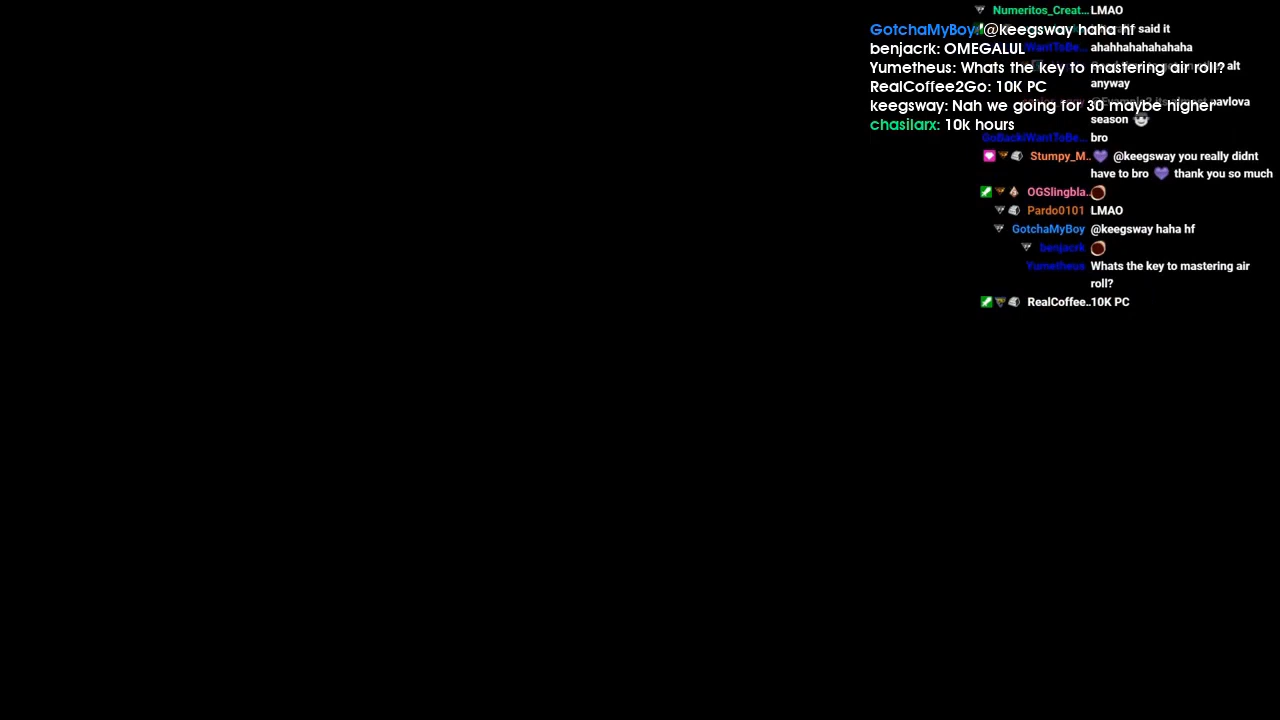 GotchaMyBoy: @keegsway haha hf
benjacrk: OMEGALUL
Yumetheus: Whats the key to mastering air roll?
RealCoffee2Go: 10K PC
keegsway: Nah we going for 30 maybe higher
chasilarx: 10k hours
Numeritos_Creat... LMAO
said it
WantToBe... ahahhahahahahaha
alt
anyway
pavlova
season
GoBackIWantToBe... bro
Stumpy_M.. @keegsway you really didnt
have to bro thank you so much
OGSlingbla..
Pardo0101 LMAO
GotchaMyBoy @keegsway haha hf
benjacrk
Yumetheus Whats the key to mastering air
roll?
RealCoffee.. 10K PC